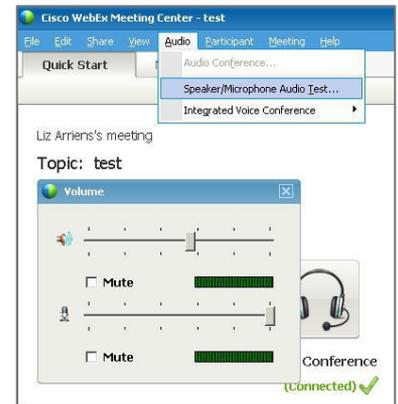 Cisco WebEx Meeting Center - test
File Edit Share View Audio Participant Meeting Help
Quick Start
Audio Conference...
Speaker/Microphone Audio Test...
Integrated Voice Conference
Liz Arriens's meeting
Topic: test
Volume
Mute
Mute
Conference
(Connected)